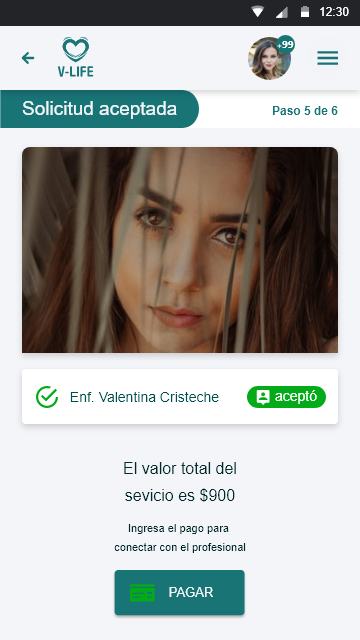 12:30
+99
V-LIFE
Solicitud aceptada
Paso 5 de 6
Enf. Valentina Cristeche
aceptó
El valor total del
sevicio es $900
Ingresa el pago para
conectar con el profesional
PAGAR